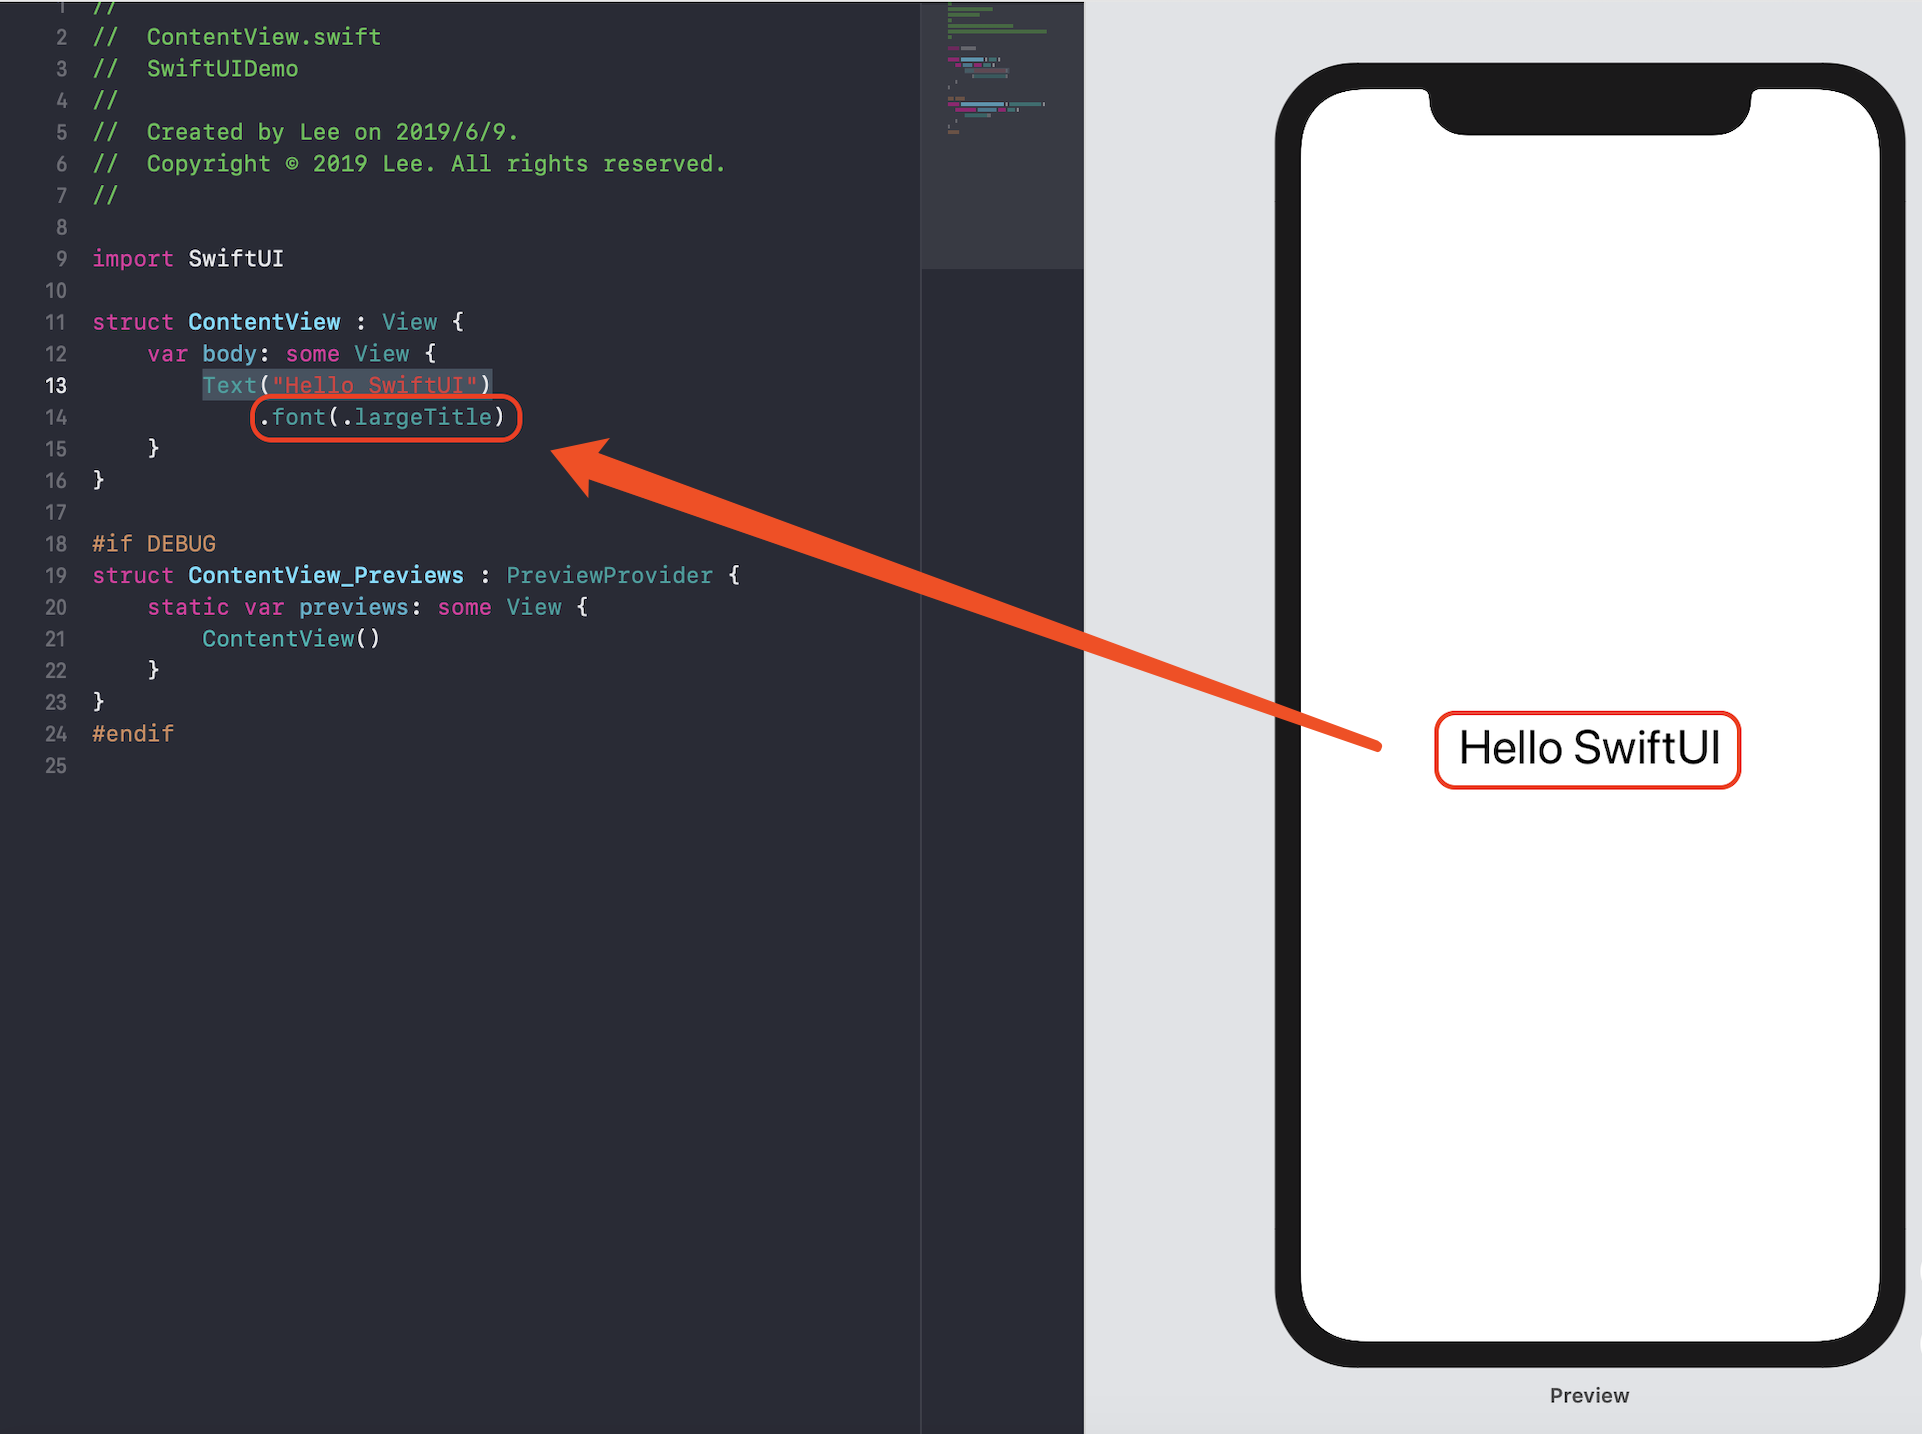 1 //
2 //  ContentView.swift
3 //  SwiftUIDemo
4 //
5 //  Created by Lee on 2019/6/9.
6 //  Copyright © 2019 Lee. All rights reserved.
7 //
8
9 import SwiftUI
10
11 struct ContentView : View {
12     var body: some View {
13         Text("Hello SwiftUI")
14             .font(.largeTitle)
15     }
16 }
17
18 #if DEBUG
19 struct ContentView_Previews : PreviewProvider {
20     static var previews: some View {
21         ContentView()
22     }
23 }
24 #endif
25
Hello SwiftUI
Preview